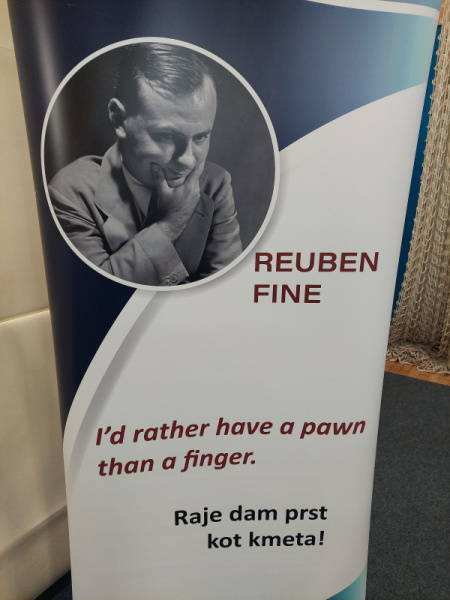 REUBEN
FINE
I'd rather have a pawn
than a finger.
Raje dam prst
kot kmeta!